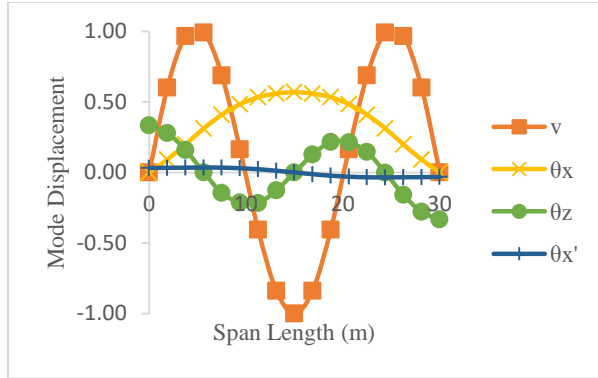 1.00
0.50
0.00
-0.50
-1.00
0
10
20
30
Mode Displacement
Span Length (m)
v
θx
θz
θx'